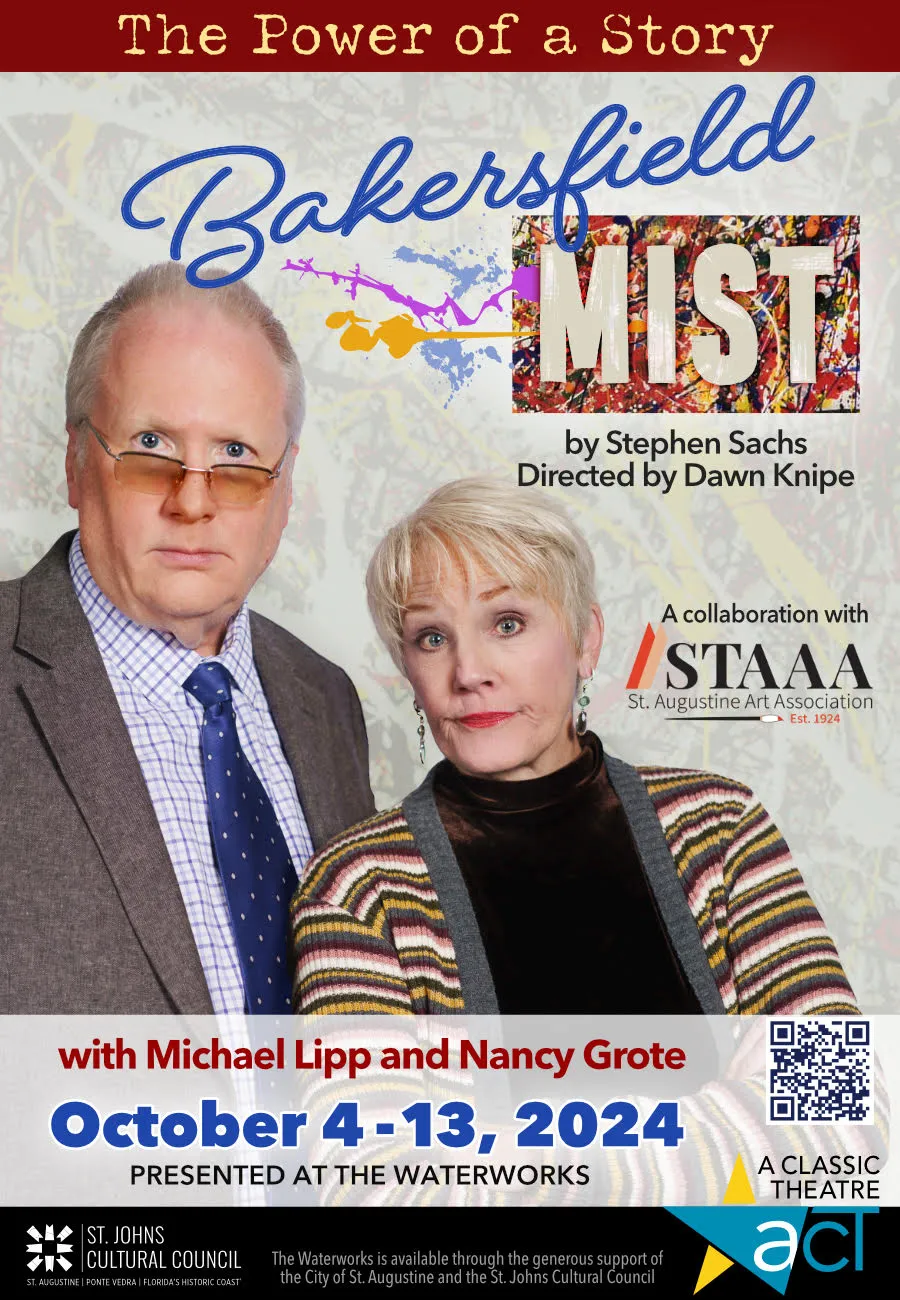 The Power of a Story
Bakersfield
MIST
by Stephen Sachs
Directed by Dawn Knipe
A collaboration with
STAAA
St. Augustine Art Association
Est. 1924
with Michael Lipp and Nancy Grote
October 4 - 13, 2024
PRESENTED AT THE WATERWORKS
A CLASSIC
THEATRE
act
ST. JOHNS
CULTURAL COUNCIL
ST. AUGUSTINE | PONTE VEDRA | FLORIDA'S HISTORIC COAST
The Waterworks is available through the generous support of
the City of St. Augustine and the St. Johns Cultural Council